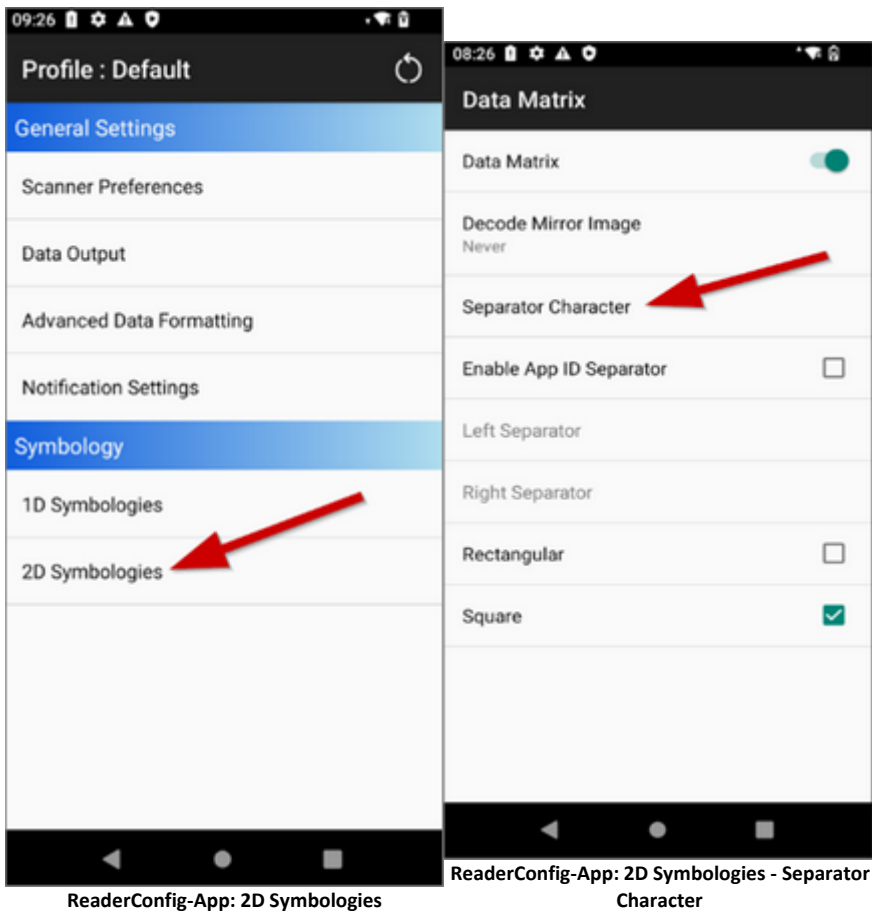 09:26
Profile : Default
General Settings
Scanner Preferences
Data Output
Advanced Data Formatting
Notification Settings
Symbology
1D Symbologies
2D Symbologies
ReaderConfig-App: 2D Symbologies
08:26
Data Matrix
Data Matrix
Decode Mirror Image
Never
Separator Character
Enable App ID Separator
Left Separator
Right Separator
Rectangular
Square
ReaderConfig-App: 2D Symbologies - Separator
Character